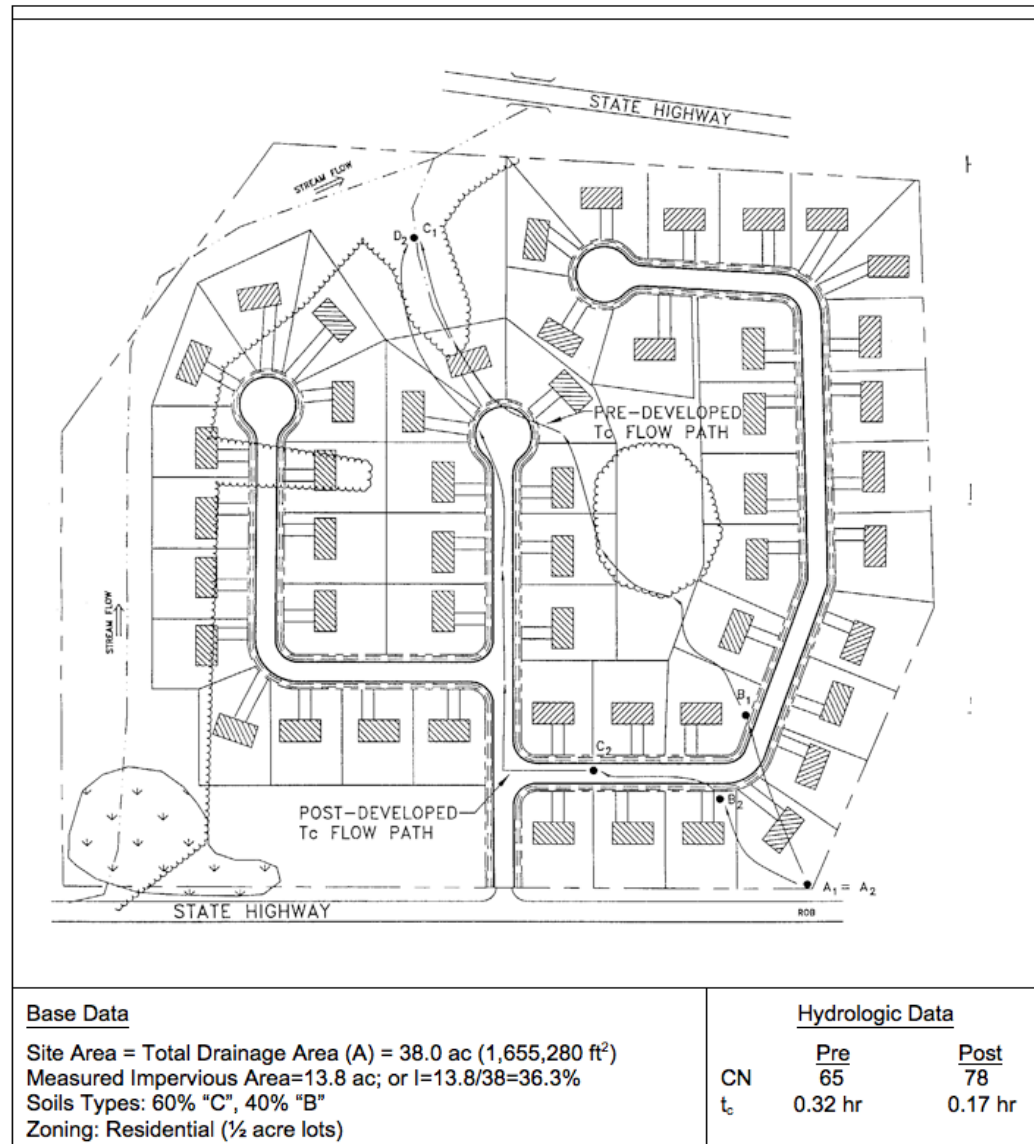 STATE HIGHWAY
STREAM FLOW
D₂
C₁
PRE-DEVELOPED
Tc FLOW PATH
STREAM FLOW
B₁
C₂
POST-DEVELOPED
Tc FLOW PATH
B₂
A₁ = A₂
STATE HIGHWAY
Base Data
Site Area = Total Drainage Area (A) = 38.0 ac (1,655,280 ft²)
Measured Impervious Area=13.8 ac; or I=13.8/38=36.3%
Soils Types: 60% “C”, 40% “B”
Zoning: Residential (½ acre lots)
Hydrologic Data
Pre Post
CN 65 78
tc 0.32 hr 0.17 hr